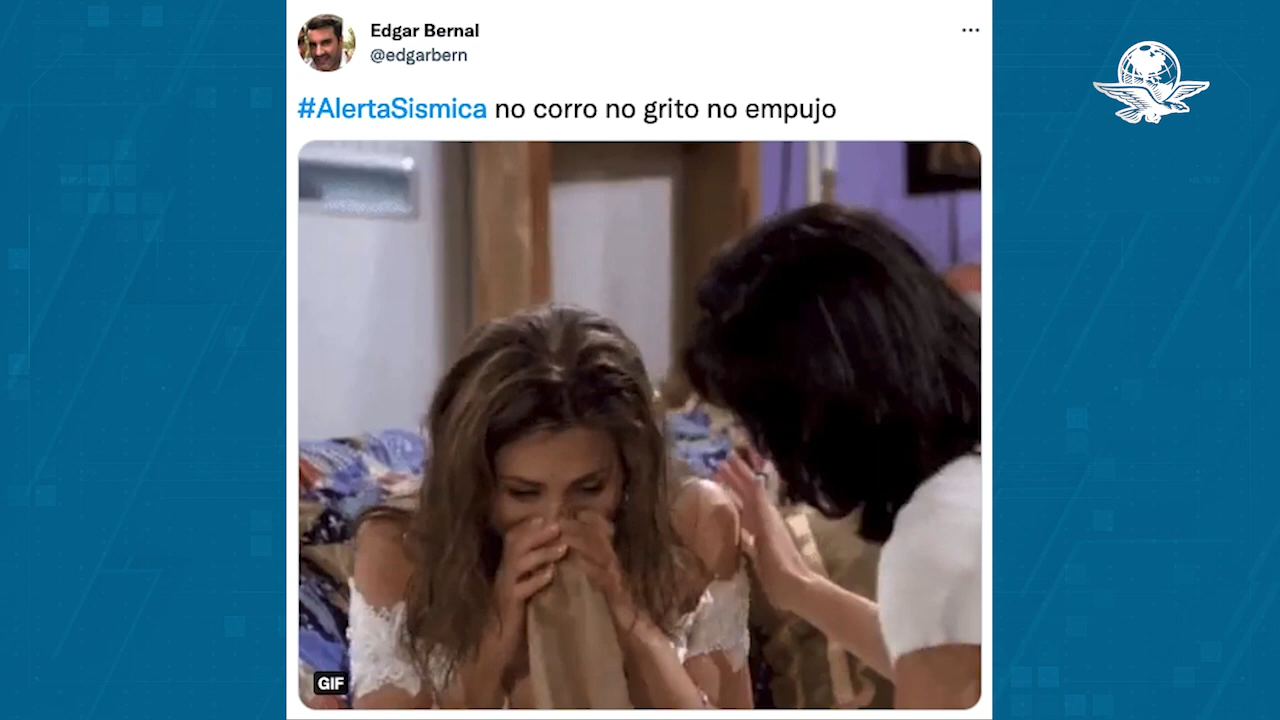 Edgar Bernal
@edgarbern
#AlertaSismica no corro no grito no empujo
GIF